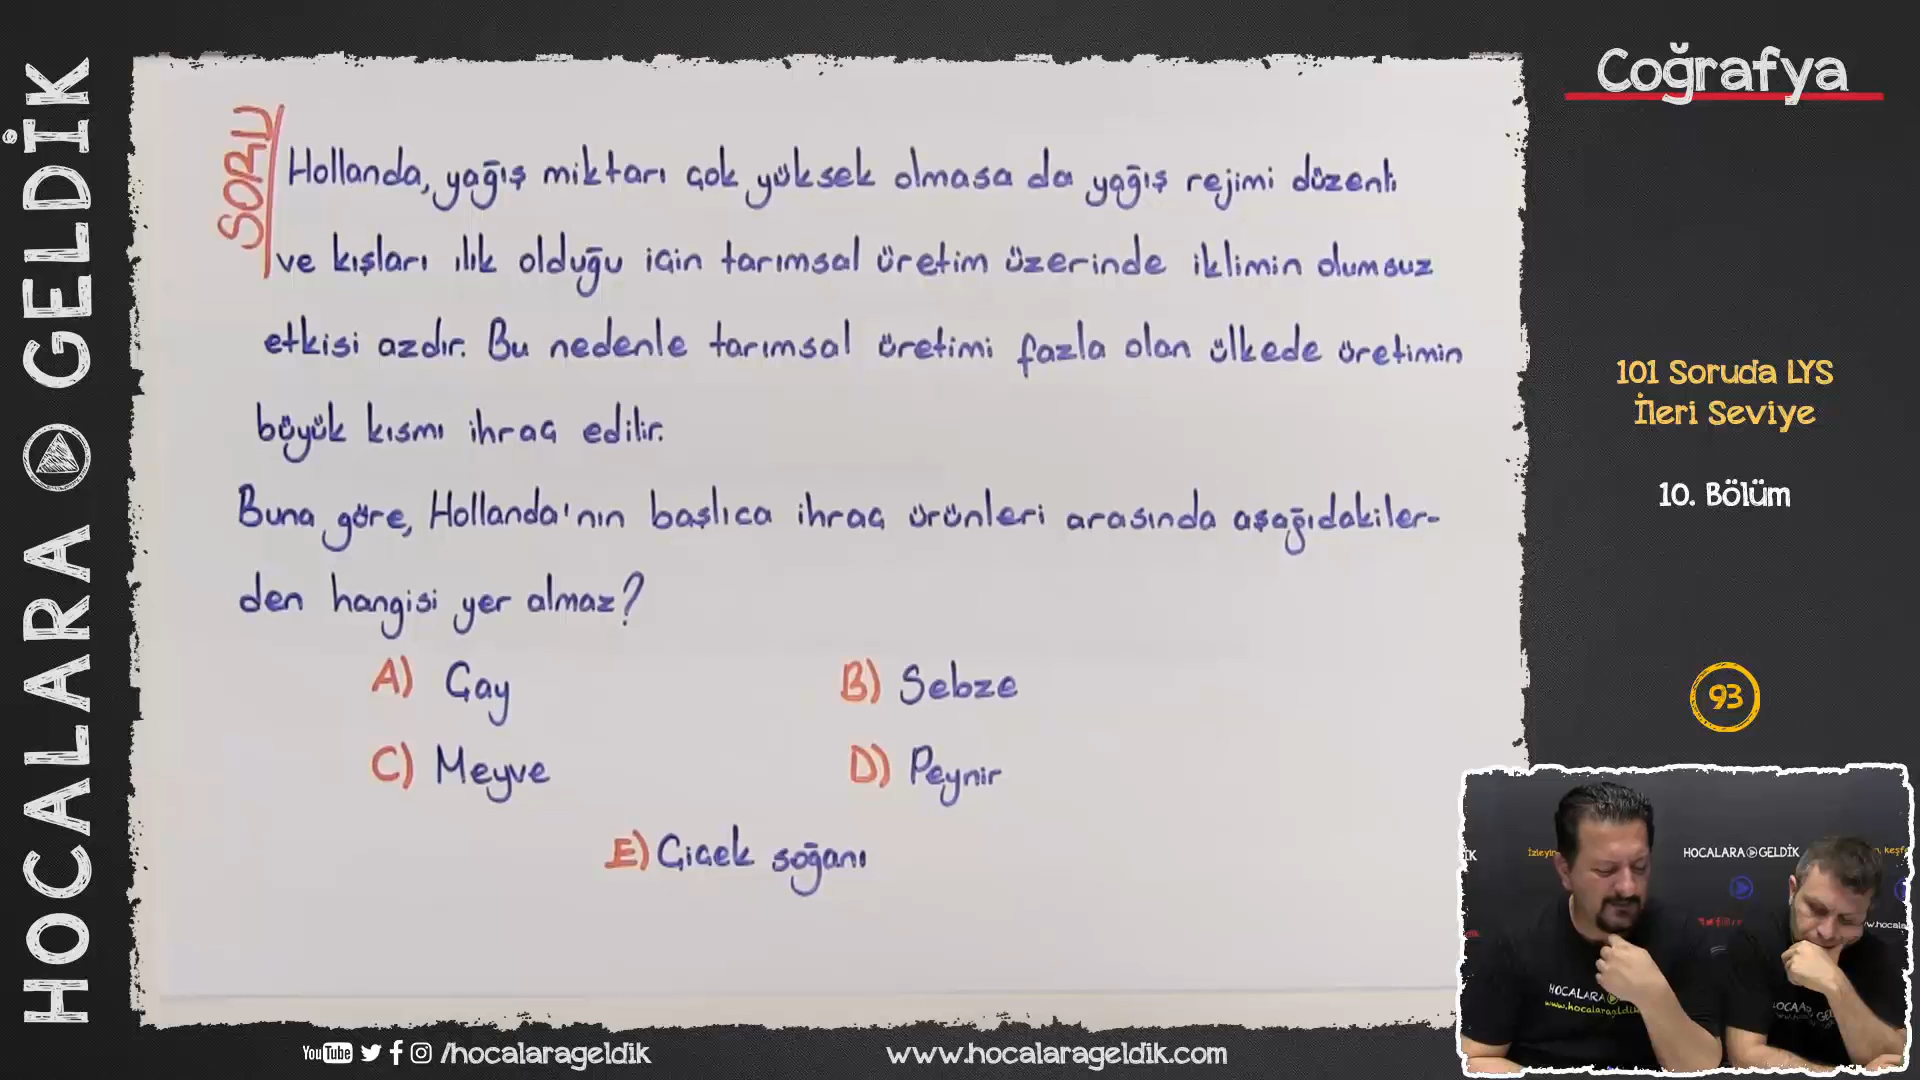 HOCALARA GELDİK
SORU
Hollanda, yağış miktarı çok yüksek olmasa da yağış rejimi düzenli
ve kışları ılık olduğu için tarımsal üretim üzerinde iklimin olumsuz
etkisi azdır. Bu nedenle tarımsal üretimi fazla olan ülkede üretimin
büyük kısmı ihraç edilir.
Buna göre, Hollanda'nın başlıca ihraç ürünleri arasında aşağıdakiler-
den hangisi yer almaz?
A) Çay
B) Sebze
C) Meyve
D) Peynir
E) Çiçek soğanı
Coğrafya
101 Soruda LYS
İleri Seviye
10. Bölüm
93
HOCALARA GELDİK
HOCALARA
YouTube /hocalarageldik
www.hocalarageldik.com